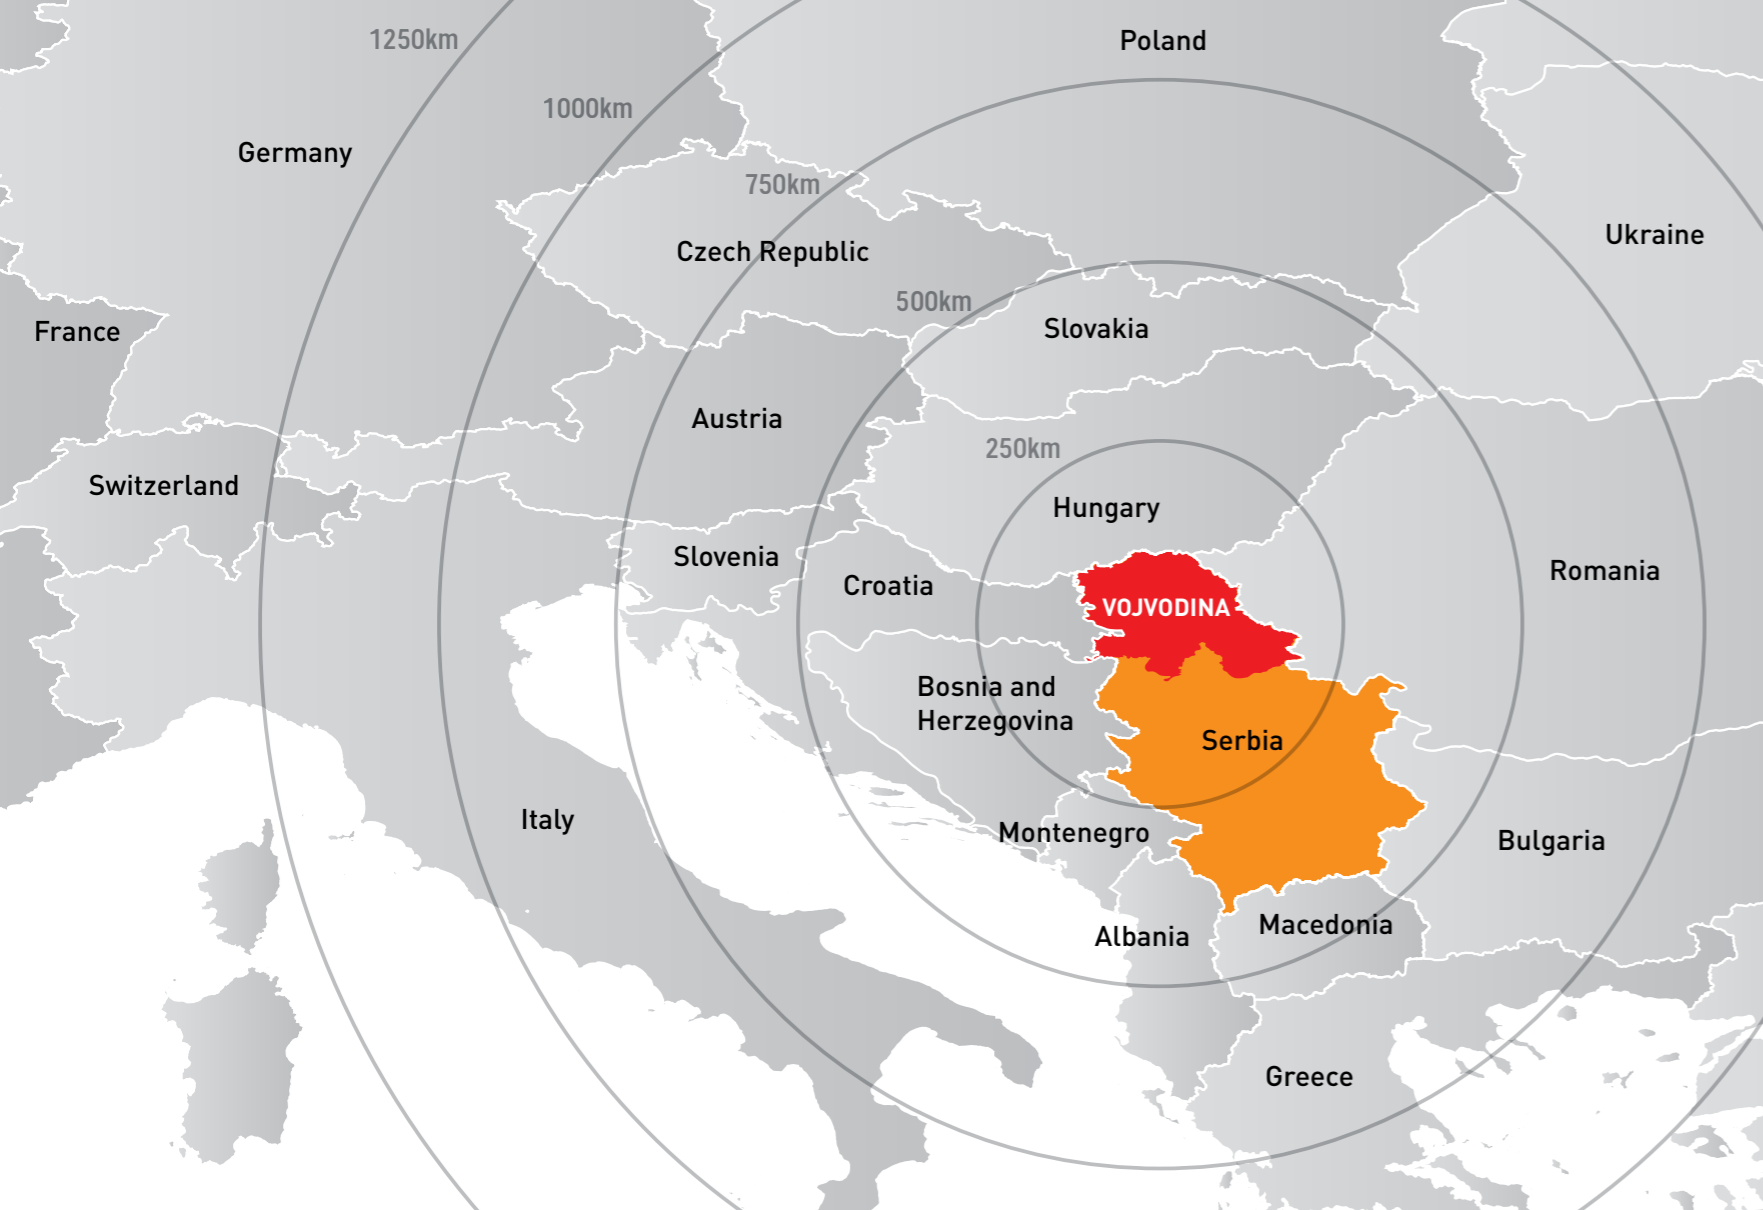 1250km
Poland
1000km
Germany
750km
Ukraine
Czech Republic
500km
France
Slovakia
Austria
250km
Switzerland
Hungary
Slovenia
Romania
Croatia
VOJVODINA
Bosnia and
Herzegovina
Serbia
Italy
Montenegro
Bulgaria
Macedonia
Albania
Greece